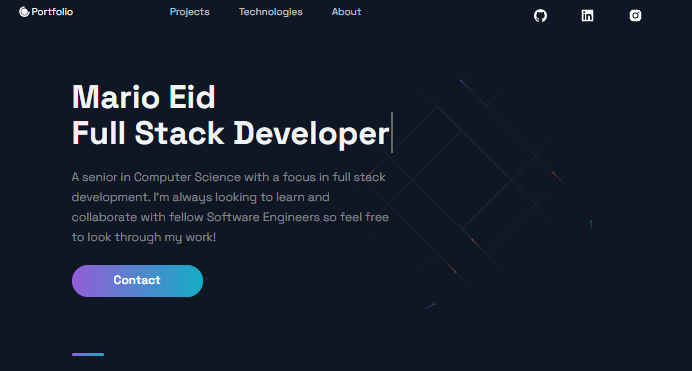 Portfolio
Projects
Technologies
About
Mario Eid
Full Stack Developer
A senior in Computer Science with a focus in full stack
development. I'm always looking to learn and
collaborate with fellow Software Engineers so feel free
to look through my work!
Contact